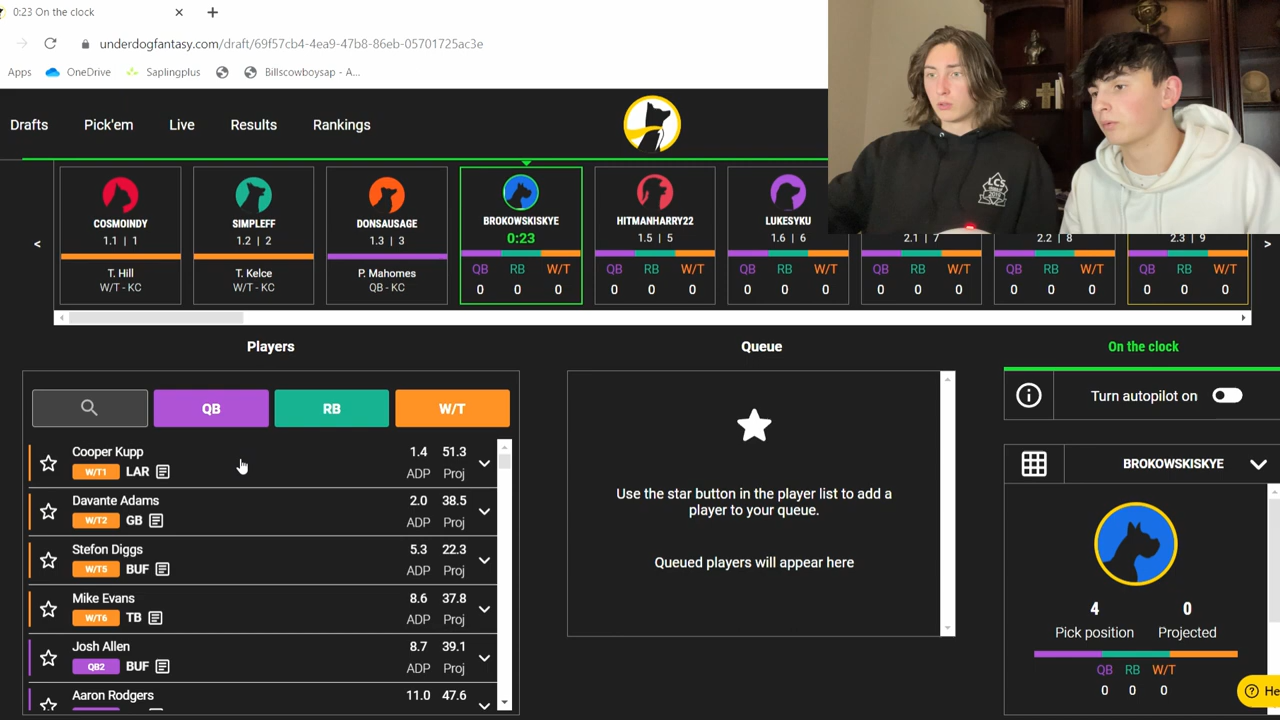 0:23 On the clock
underdogfantasy.com/draft/69f57cb4-4ea9-47b8-86eb-05701725ac3e
Apps OneDrive Saplingplus Billscowboysap - A...
Drafts Pick'em Live Results Rankings
COSMOINDY SIMPLEFF DONSAUSAGE BROKOWSKISKYE HITMANHARRY22 LUKESYKU
1.1 | 1 1.2 | 2 1.3 | 3 0:23 1.5 | 5 1.6 | 6 2.1 | 7 2.2 | 8 2.3 | 9
T. Hill T. Kelce P. Mahomes QB RB W/T QB RB W/T QB RB W/T QB RB W/T QB RB W/T QB RB W/T
W/T - KC W/T - KC QB - KC 0 0 0 0 0 0 0 0 0 0 0 0 0 0 0 0 0 0
Players Queue On the clock
QB RB W/T
Turn autopilot on
Cooper Kupp 1.4 51.3
W/T1 LAR ADP Proj
Davante Adams 2.0 38.5
W/T2 GB ADP Proj
Stefon Diggs 5.3 22.3
W/T5 BUF ADP Proj
Mike Evans 8.6 37.8
W/T6 TB ADP Proj
Josh Allen 8.7 39.1
QB2 BUF ADP Proj
Aaron Rodgers 11.0 47.6
Use the star button in the player list to add a
player to your queue.
Queued players will appear here
BROKOWSKISKYE
4 0
Pick position Projected
QB RB W/T
0 0 0
He
LCS